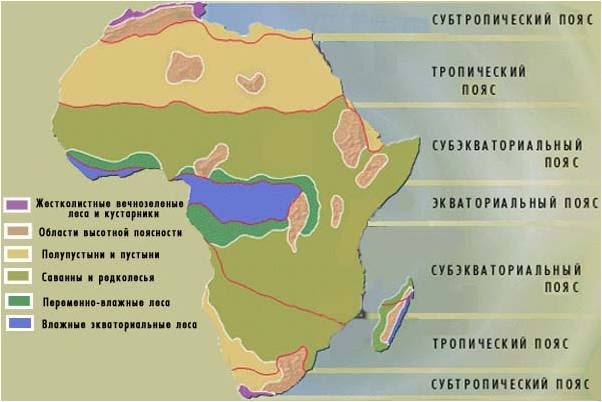 СУБТРОПИЧЕСКИЙ ПОЯС
ТРОПИЧЕСКИЙ
ПОЯС
СУБЭКВАТОРИАЛЬНЫЙ
ПОЯС
ЭКВАТОРИАЛЬНЫЙ ПОЯС
СУБЭКВАТОРИАЛЬНЫЙ
ПОЯС
ТРОПИЧЕСКИЙ ПОЯС
СУБТРОПИЧЕСКИЙ ПОЯС
Жестколистные вечнозеленые
леса и кустарники
Области высотной поясности
Полупустыни и пустыни
Саванны и редколесья
Переменно-влажные леса
Влажные экваториальные леса